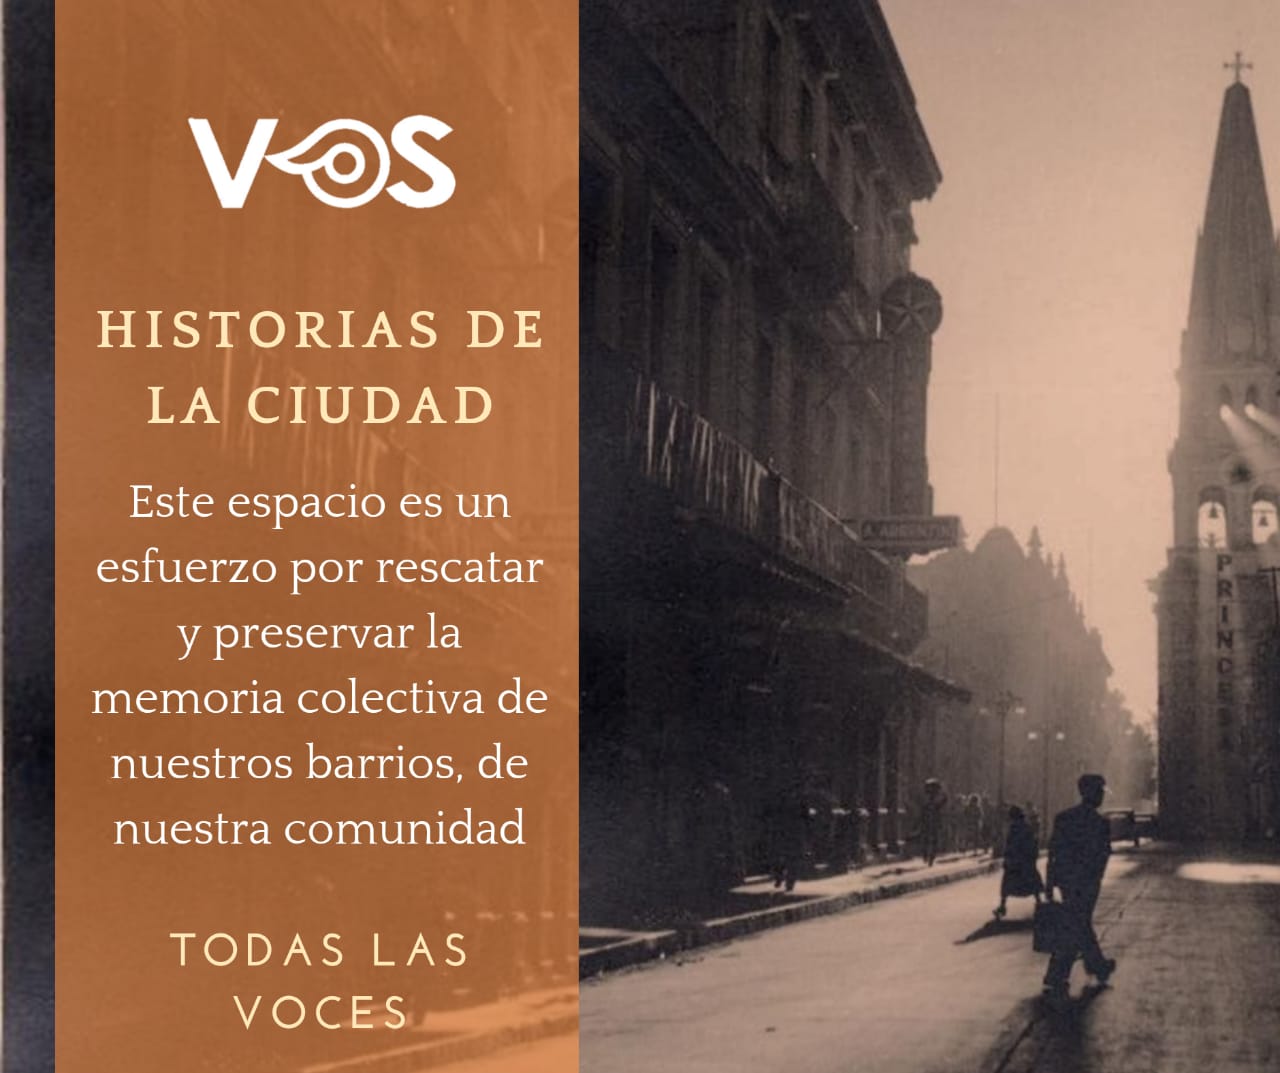 VOS
HISTORIAS DE
LA CIUDAD
Este espacio es un
esfuerzo por rescatar
y preservar la
memoria colectiva de
nuestros barrios, de
nuestra comunidad
TODAS LAS
VOCES